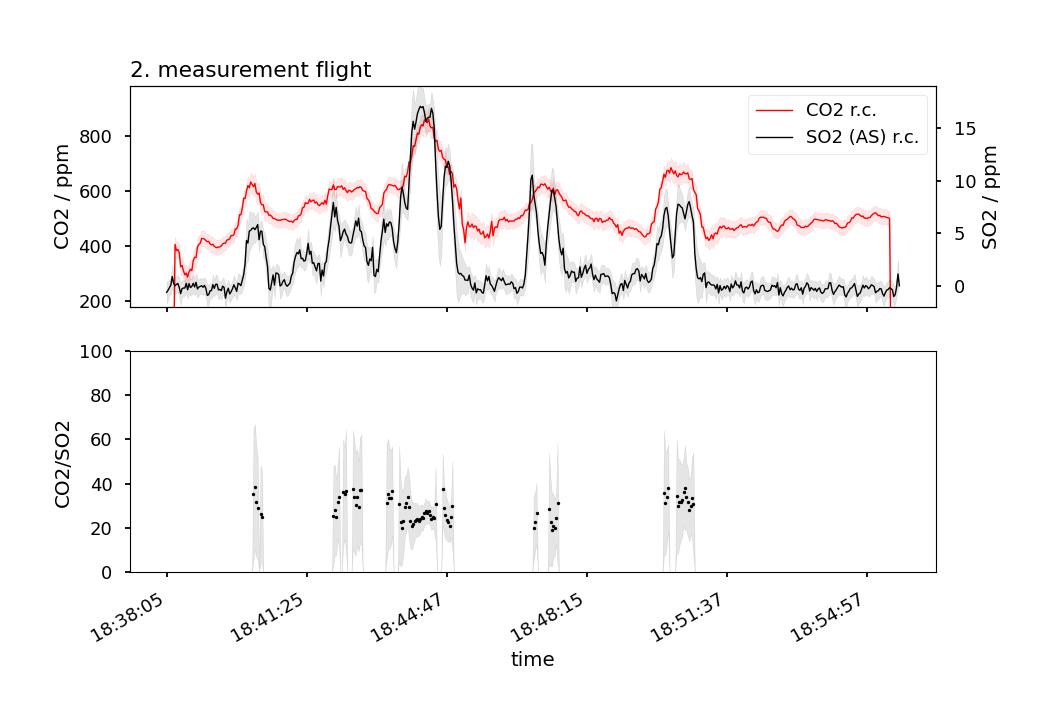 2. measurement flight
CO2 r.c.
SO2 (AS) r.c.
CO2 / ppm
800
600
400
200
SO2 / ppm
15
10
5
0
CO2/SO2
100
80
60
40
20
0
18:38:05
18:41:25
18:44:47
18:48:15
18:51:37
18:54:57
time